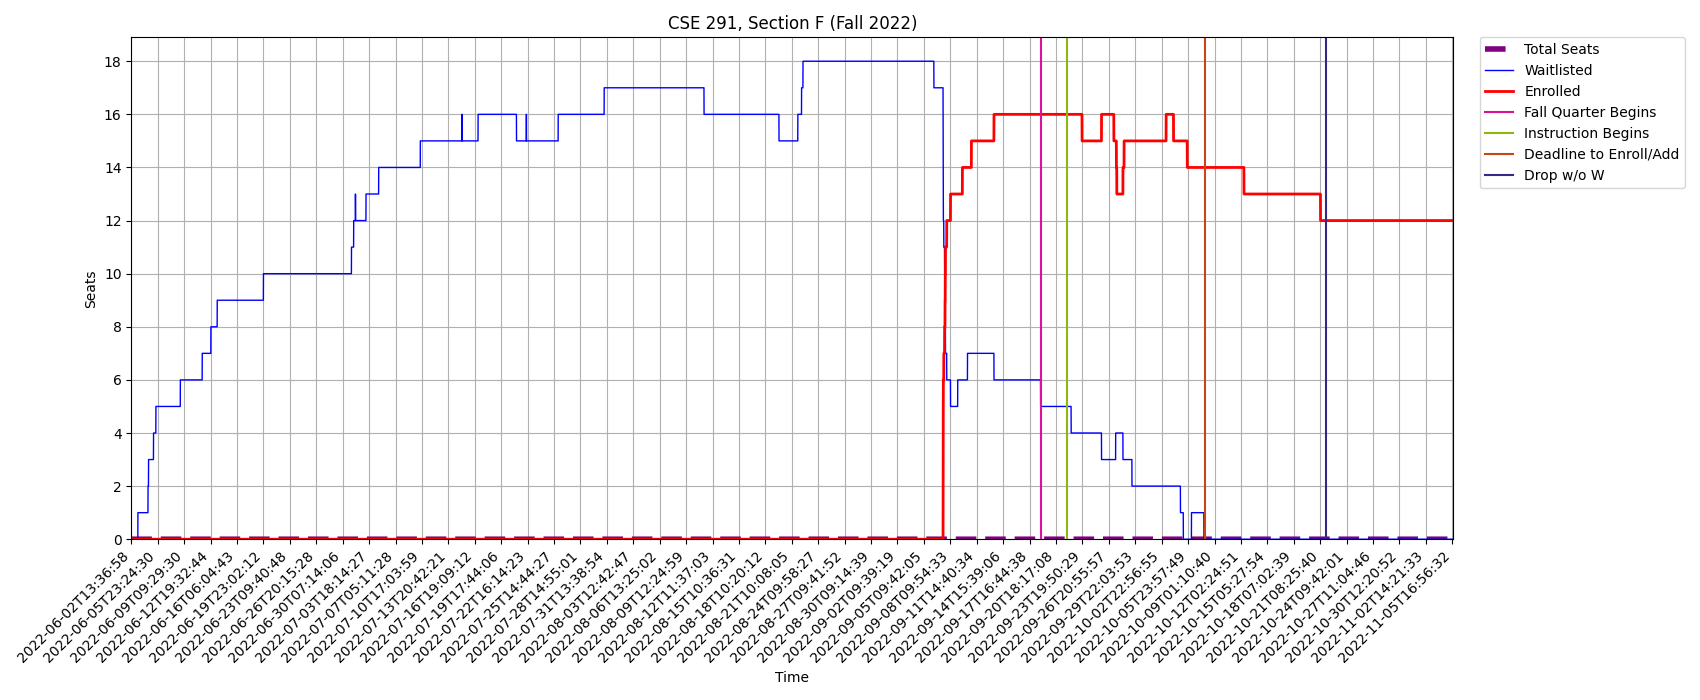 CSE 291, Section F (Fall 2022)
Seats
18
16
14
12
10
8
6
4
2
0
2022-06-02T13:36:58
2022-06-05T23:24:30
2022-06-09T09:29:30
2022-06-12T19:32:44
2022-06-16T06:04:43
2022-06-19T23:02:12
2022-06-23T09:40:48
2022-06-26T20:15:28
2022-06-30T07:14:06
2022-07-03T18:14:27
2022-07-07T05:11:28
2022-07-10T17:03:59
2022-07-13T20:42:21
2022-07-16T19:09:12
2022-07-19T17:44:06
2022-07-22T16:14:23
2022-07-25T14:44:27
2022-07-28T14:55:01
2022-07-31T13:38:54
2022-08-03T12:42:47
2022-08-06T13:25:02
2022-08-09T12:24:59
2022-08-12T11:37:03
2022-08-15T10:36:31
2022-08-18T10:20:12
2022-08-21T10:08:05
2022-08-24T09:58:27
2022-08-27T09:41:52
2022-08-30T09:14:39
2022-09-02T09:39:19
2022-09-05T09:42:05
2022-09-08T09:54:33
2022-09-11T11:40:34
2022-09-14T15:39:06
2022-09-17T16:44:38
2022-09-20T18:17:08
2022-09-23T19:50:29
2022-09-26T20:55:57
2022-09-29T22:03:53
2022-10-02T22:56:55
2022-10-05T23:57:49
2022-10-09T01:10:40
2022-10-12T02:24:51
2022-10-15T05:27:54
2022-10-18T07:02:39
2022-10-21T08:25:40
2022-10-24T09:42:01
2022-10-27T11:04:46
2022-10-30T12:20:52
2022-11-02T14:21:33
2022-11-05T16:56:32
Time
Total Seats
Waitlisted
Enrolled
Fall Quarter Begins
Instruction Begins
Deadline to Enroll/Add
Drop w/o W